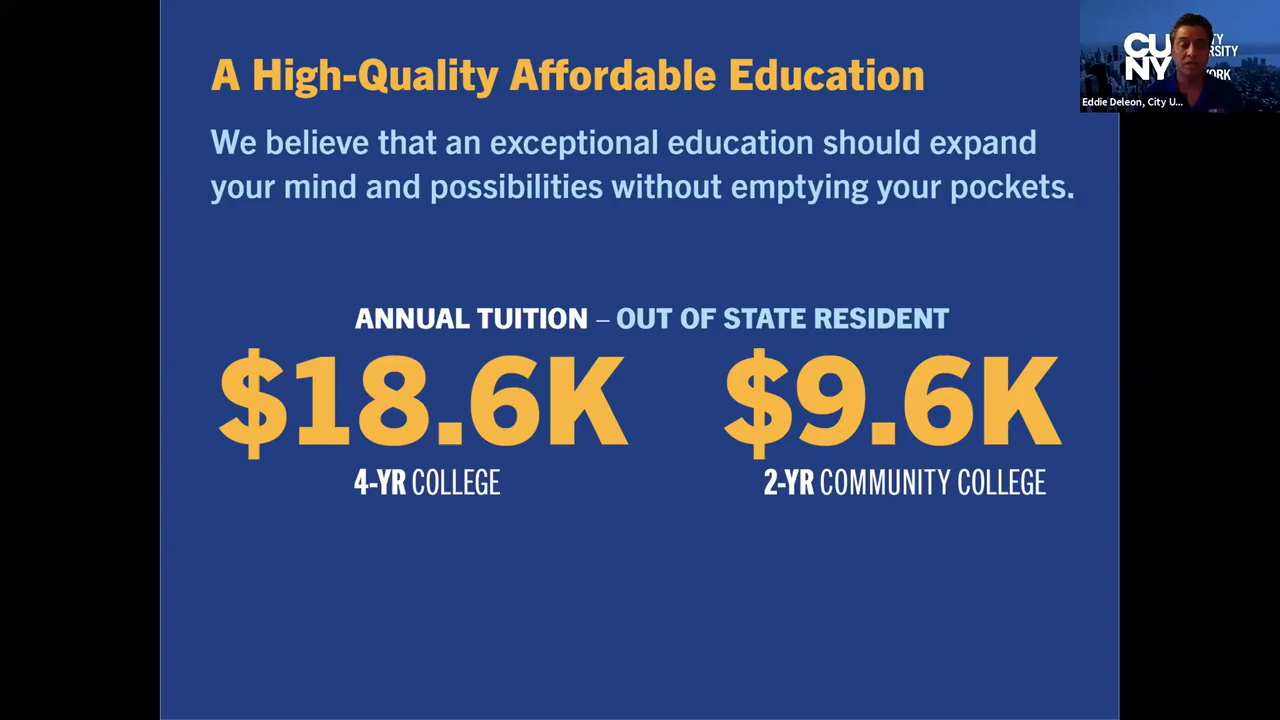 A High-Quality Affordable Education
We believe that an exceptional education should expand
your mind and possibilities without emptying your pockets.
ANNUAL TUITION – OUT OF STATE RESIDENT
$18.6K $9.6K
4-YR COLLEGE 2-YR COMMUNITY COLLEGE
CU
NY
Eddie Deleon, City U...